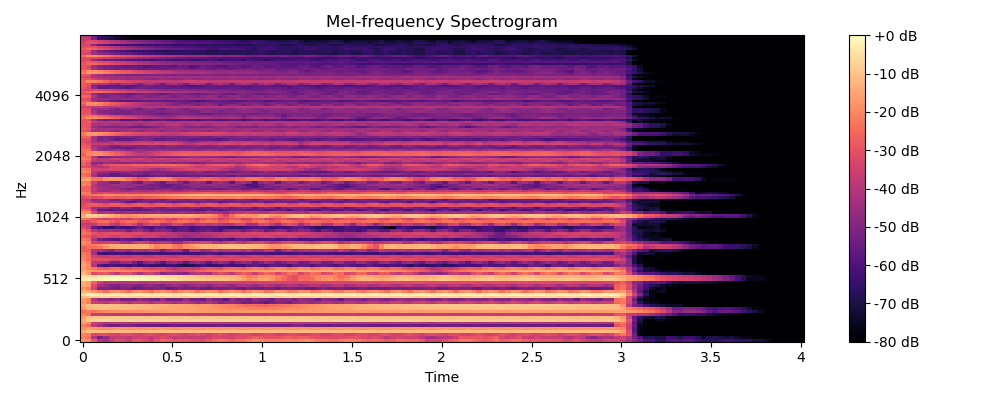 Mel-frequency Spectrogram
Hz
4096
2048
1024
512
0
0
0.5
1
1.5
2
2.5
3
3.5
4
Time
+0 dB
-10 dB
-20 dB
-30 dB
-40 dB
-50 dB
-60 dB
-70 dB
-80 dB